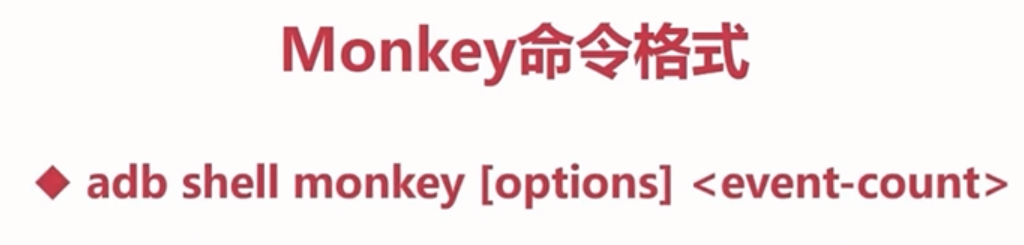 Monkey命令格式
◆ adb shell monkey [options] <event-count>